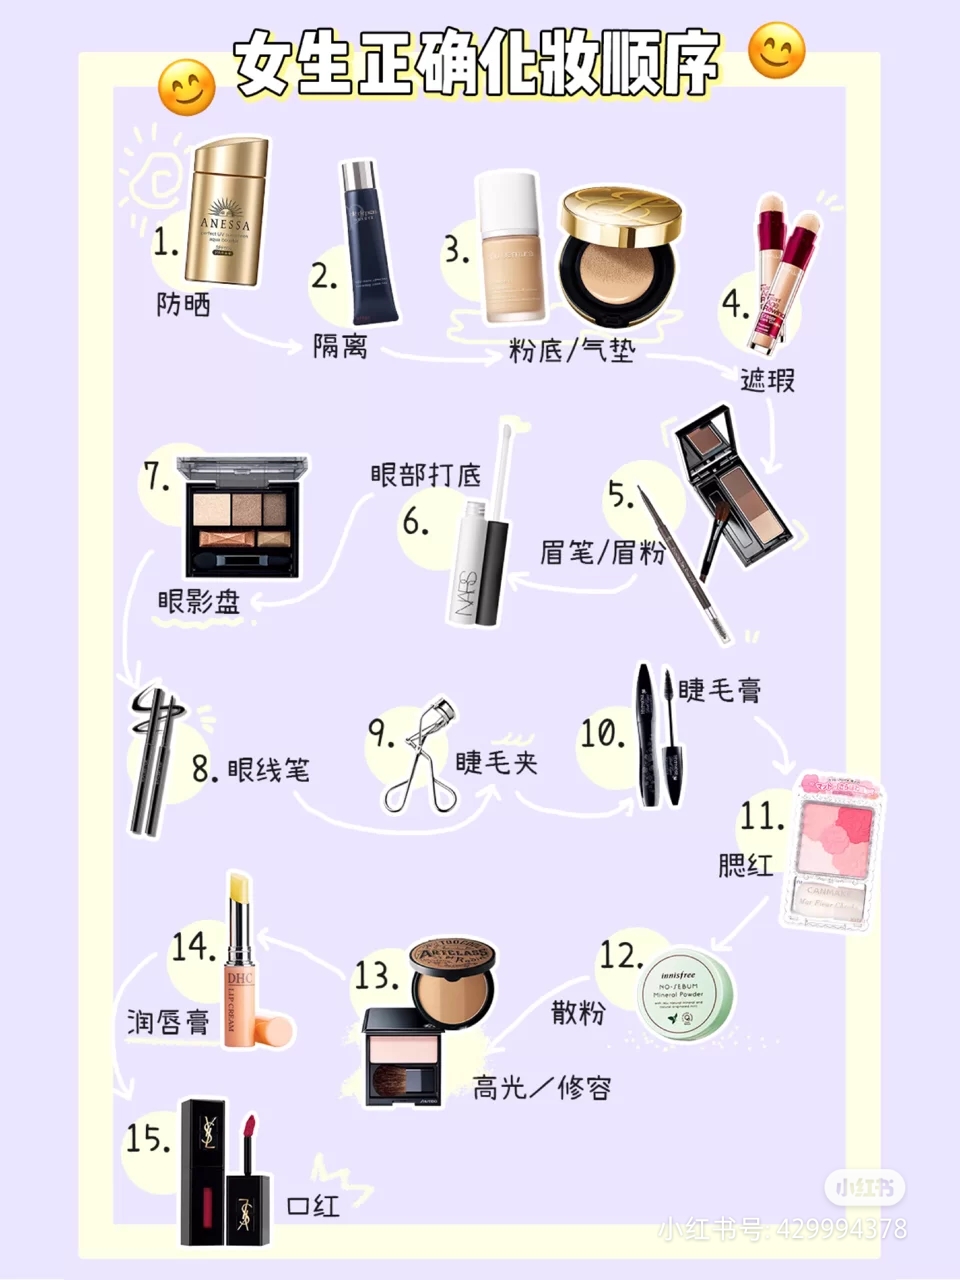 女生正确化妆顺序
1.
ANESSA
防晒
2.
隔离
3.
粉底/气垫
4.
遮瑕
5.
眉笔/眉粉
6.
眼部打底
NARS
7.
眼影盘
8.眼线笔
9.
睫毛夹
10.
睫毛膏
11.
CANMAKE
腮红
12.
innisfree
NO·SEBUM
Mineral Powder
散粉
13.
ARTCLASS
高光/修容
14.
DHC
LIP CREAM
润唇膏
15.
YSL
YSL
口红
小红书
小红书号: 429994378